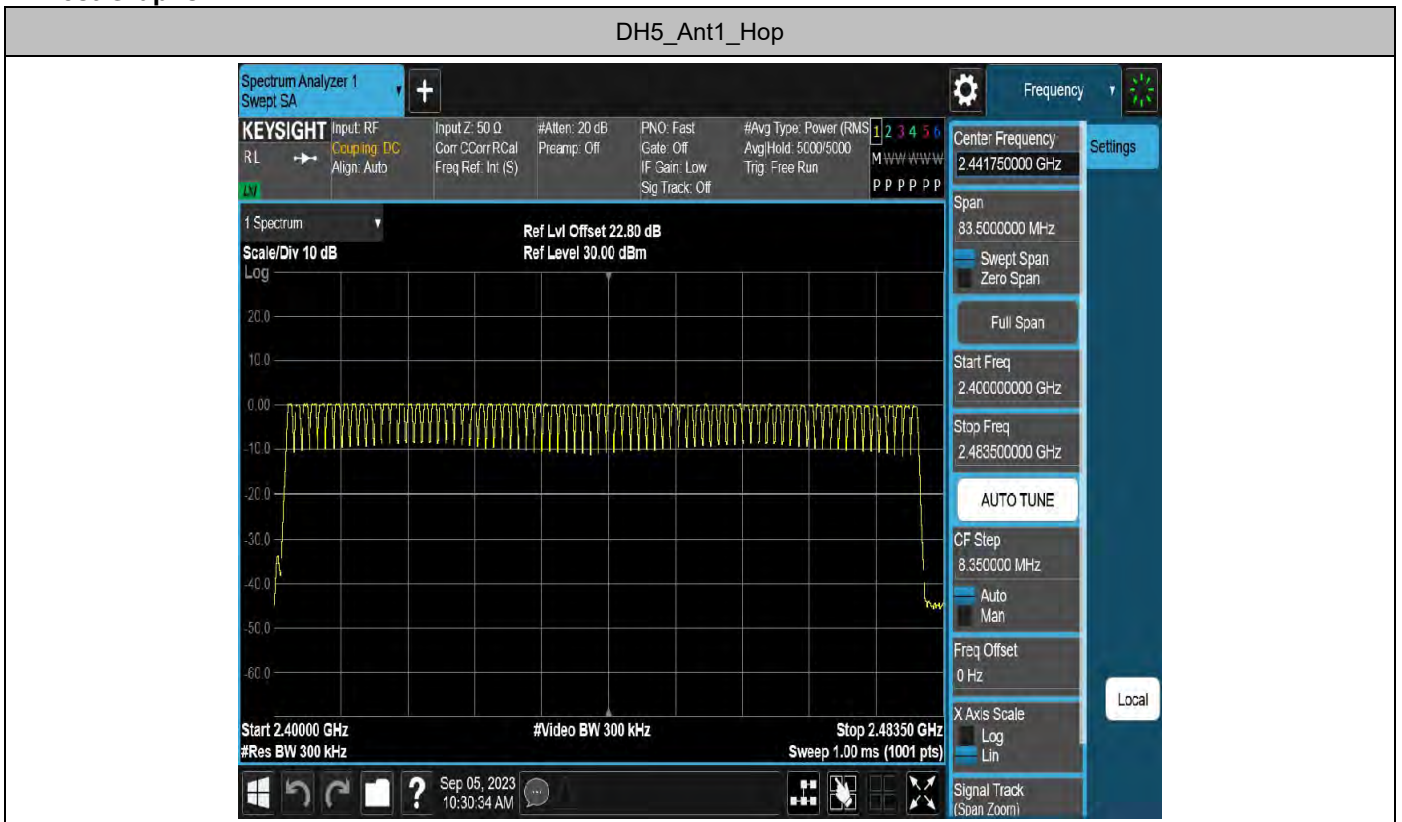 DH5_Ant1_Hop
Spectrum Analyzer 1
Swept SA
+
Frequency
KEYSIGHT
RL
Input: RF
Coupling: DC
Align: Auto
Input Z: 50 Ω
Corr CCorr RCal
Freq Ref: Int (S)
#Atten: 20 dB
Preamp: Off
PNO: Fast
Gate: Off
IF Gain: Low
Sig Track: Off
#Avg Type: Power (RMS
Avg|Hold: 5000/5000
Trig: Free Run
1 2 3 4 5 6
M W W W W W
P P P P P P
1 Spectrum
Scale/Div 10 dB
Ref Lvl Offset 22.80 dB
Ref Level 30.00 dBm
Log
20.0
10.0
0.00
-10.0
-20.0
-30.0
-40.0
-50.0
-60.0
Start 2.40000 GHz
#Res BW 300 kHz
#Video BW 300 kHz
Stop 2.48350 GHz
Sweep 1.00 ms (1001 pts)
Center Frequency
2.441750000 GHz
Settings
Span
83.5000000 MHz
Swept Span
Zero Span
Full Span
Start Freq
2.400000000 GHz
Stop Freq
2.483500000 GHz
AUTO TUNE
CF Step
8.350000 MHz
Auto
Man
Freq Offset
0 Hz
X Axis Scale
Log
Lin
Local
Signal Track
(Span Zoom)
?
Sep 05, 2023
10:30:34 AM